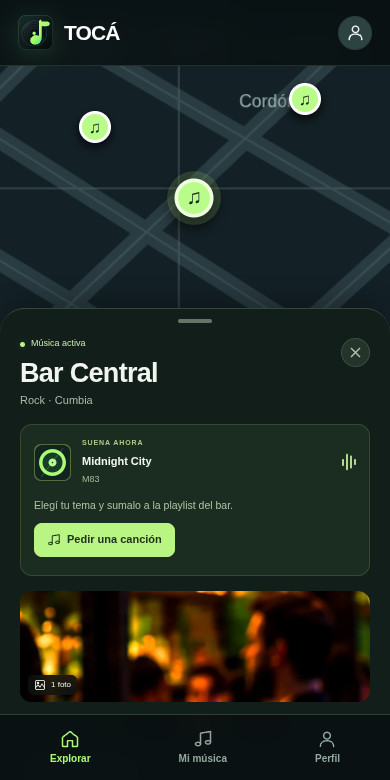 TOCÁ
Música activa
Bar Central
Rock · Cumbia
SUENA AHORA
Midnight City
M83
Elegí tu tema y sumalo a la playlist del bar.
Pedir una canción
1 foto
Explorar
Mi música
Perfil